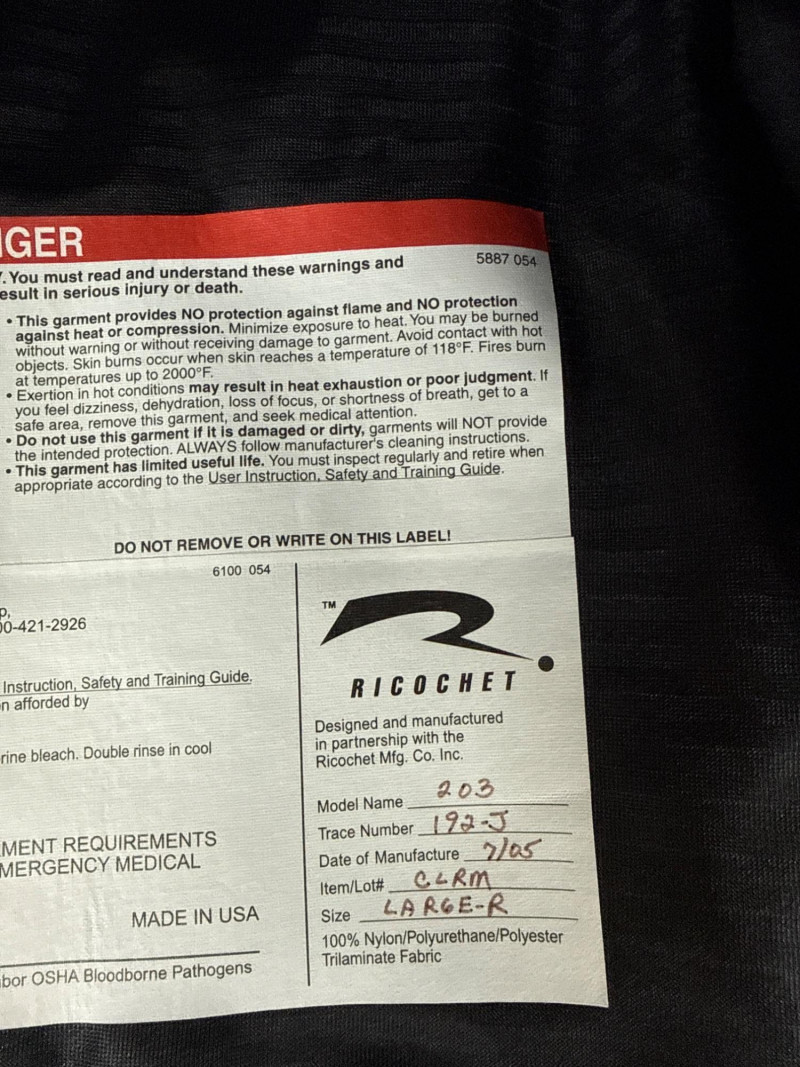 NGER
5887 054
. You must read and understand these warnings and
result in serious injury or death.
• This garment provides NO protection against flame and NO protection
against heat or compression. Minimize exposure to heat. You may be burned
without warning or without receiving damage to garment. Avoid contact with hot
objects. Skin burns occur when skin reaches a temperature of 118°F. Fires burn
at temperatures up to 2000°F.
• Exertion in hot conditions may result in heat exhaustion or poor judgment. If
you feel dizziness, dehydration, loss of focus, or shortness of breath, get to a
safe area, remove this garment, and seek medical attention.
• Do not use this garment if it is damaged or dirty, garments will NOT provide
the intended protection. ALWAYS follow manufacturer's cleaning instructions.
• This garment has limited useful life. You must inspect regularly and retire when
appropriate according to the User Instruction, Safety and Training Guide.
DO NOT REMOVE OR WRITE ON THIS LABEL!
6100 054
p,
00-421-2926
Instruction, Safety and Training Guide.
n afforded by
rine bleach. Double rinse in cool
MENT REQUIREMENTS
MERGENCY MEDICAL
MADE IN USA
bor OSHA Bloodborne Pathogens
TM
RICOCHET
Designed and manufactured
in partnership with the
Ricochet Mfg. Co. Inc.
Model Name 203
Trace Number 192-J
Date of Manufacture 7/05
Item/Lot# CLRM
Size LARGE-R
100% Nylon/Polyurethane/Polyester
Trilaminate Fabric